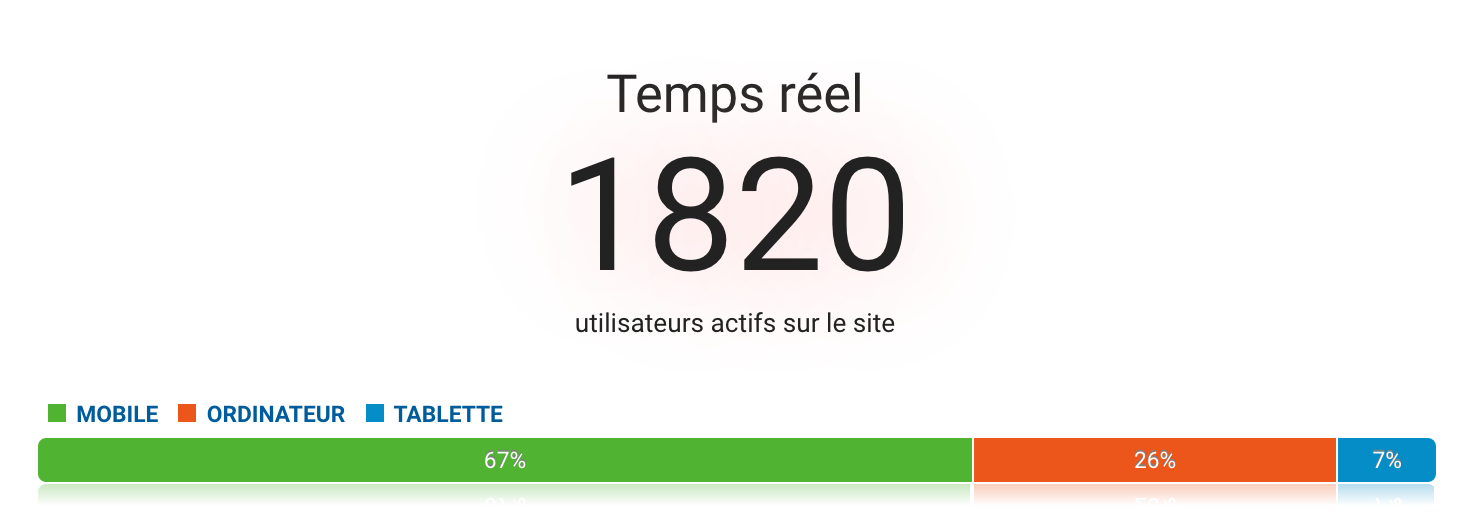 Temps réel
1820
utilisateurs actifs sur le site
MOBILE ORDINATEUR TABLETTE
67% 26% 7%